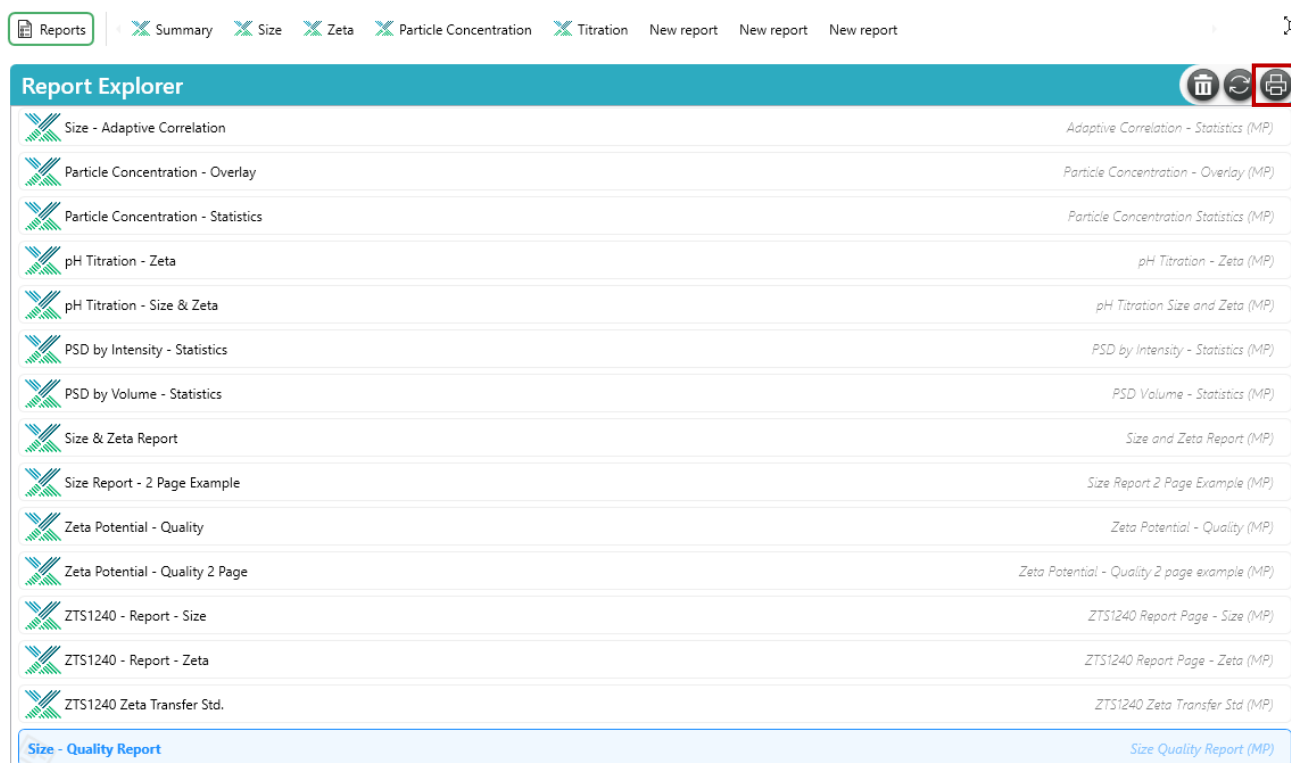 Reports Summary Size Zeta Particle Concentration Titration New report New report New report
Report Explorer
Size - Adaptive Correlation Adaptive Correlation - Statistics (MP)
Particle Concentration - Overlay Particle Concentration - Overlay (MP)
Particle Concentration - Statistics Particle Concentration Statistics (MP)
pH Titration - Zeta pH Titration - Zeta (MP)
pH Titration - Size & Zeta pH Titration Size and Zeta (MP)
PSD by Intensity - Statistics PSD by Intensity - Statistics (MP)
PSD by Volume - Statistics PSD Volume - Statistics (MP)
Size & Zeta Report Size and Zeta Report (MP)
Size Report - 2 Page Example Size Report 2 Page Example (MP)
Zeta Potential - Quality Zeta Potential - Quality (MP)
Zeta Potential - Quality 2 Page Zeta Potential - Quality 2 page example (MP)
ZTS1240 - Report - Size ZTS1240 Report Page - Size (MP)
ZTS1240 - Report - Zeta ZTS1240 Report Page - Zeta (MP)
ZTS1240 Zeta Transfer Std. ZTS1240 Zeta Transfer Std (MP)
Size - Quality Report Size Quality Report (MP)